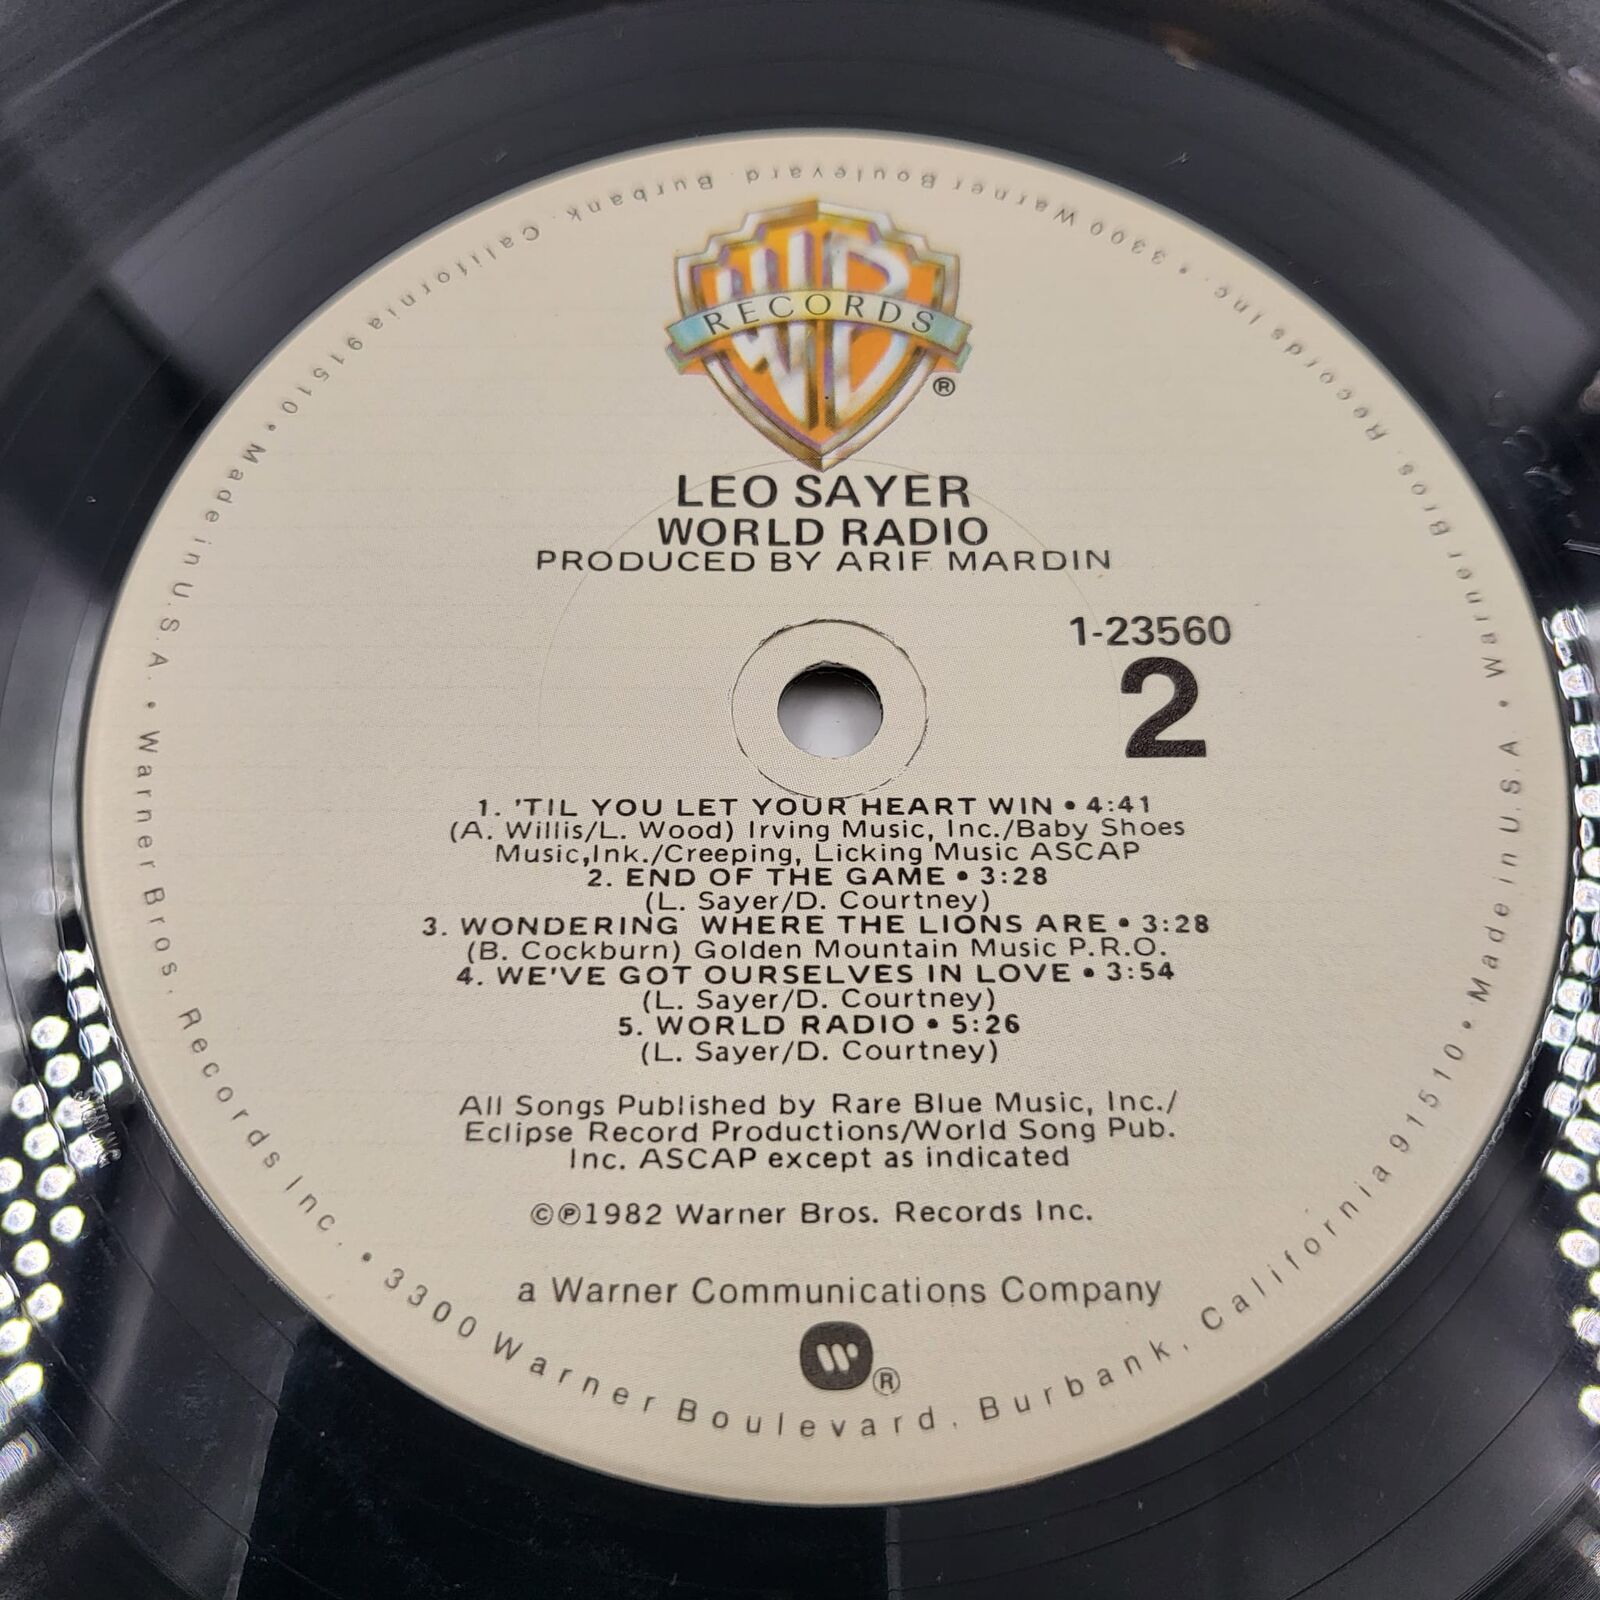 RECORDS
®
LEO SAYER
WORLD RADIO
PRODUCED BY ARIF MARDIN
1-23560
2
1. 'TIL YOU LET YOUR HEART WIN • 4:41
(A. Willis/L. Wood) Irving Music, Inc./Baby Shoes
Music,Ink./Creeping, Licking Music ASCAP
2. END OF THE GAME • 3:28
(L. Sayer/D. Courtney)
3. WONDERING WHERE THE LIONS ARE • 3:28
(B. Cockburn) Golden Mountain Music P.R.O.
4. WE'VE GOT OURSELVES IN LOVE • 3:54
(L. Sayer/D. Courtney)
5. WORLD RADIO • 5:26
(L. Sayer/D. Courtney)
All Songs Published by Rare Blue Music, Inc./
Eclipse Record Productions/World Song Pub.
Inc. ASCAP except as indicated
©℗1982 Warner Bros. Records Inc.
a Warner Communications Company
W®
Warner Bros. Records Inc. • 3300 Warner Boulevard. Burbank, California 91510 • Made in U.S.A. • Warner Bros. Records Inc. • 3300 Warner Boulevard. Burbank. California 91510 • Made in U.S.A. •